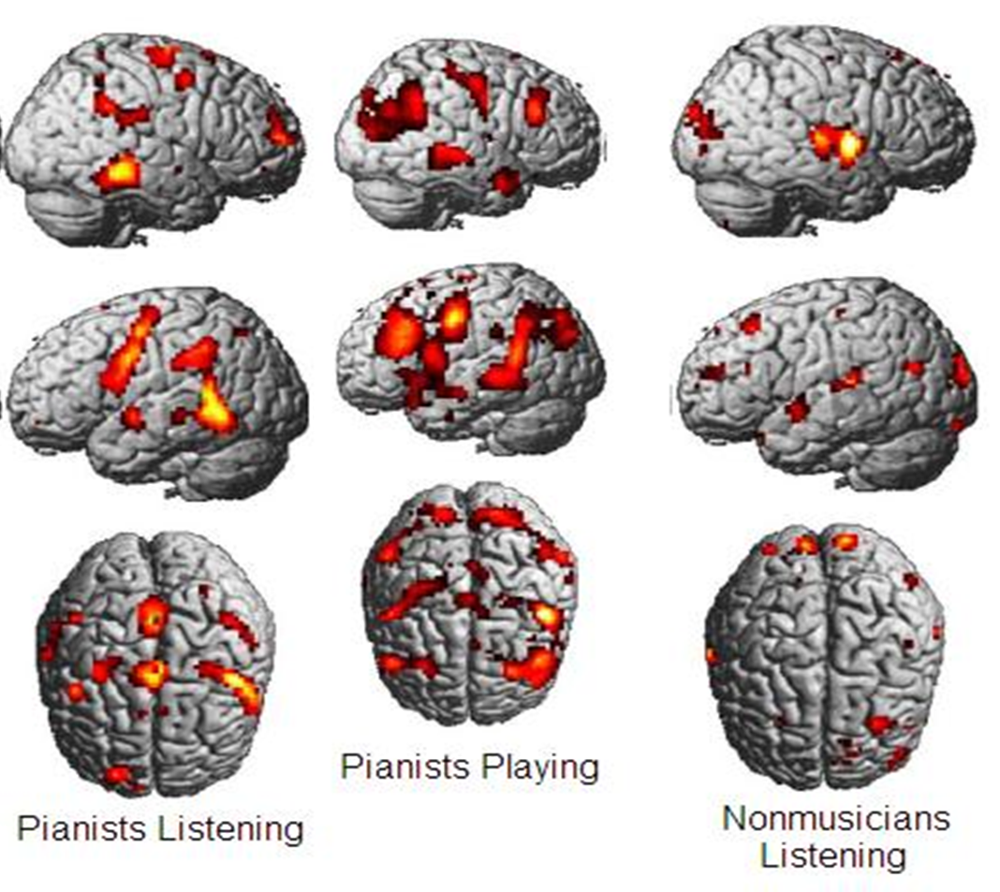 Pianists Listening
Pianists Playing
Nonmusicians
Listening